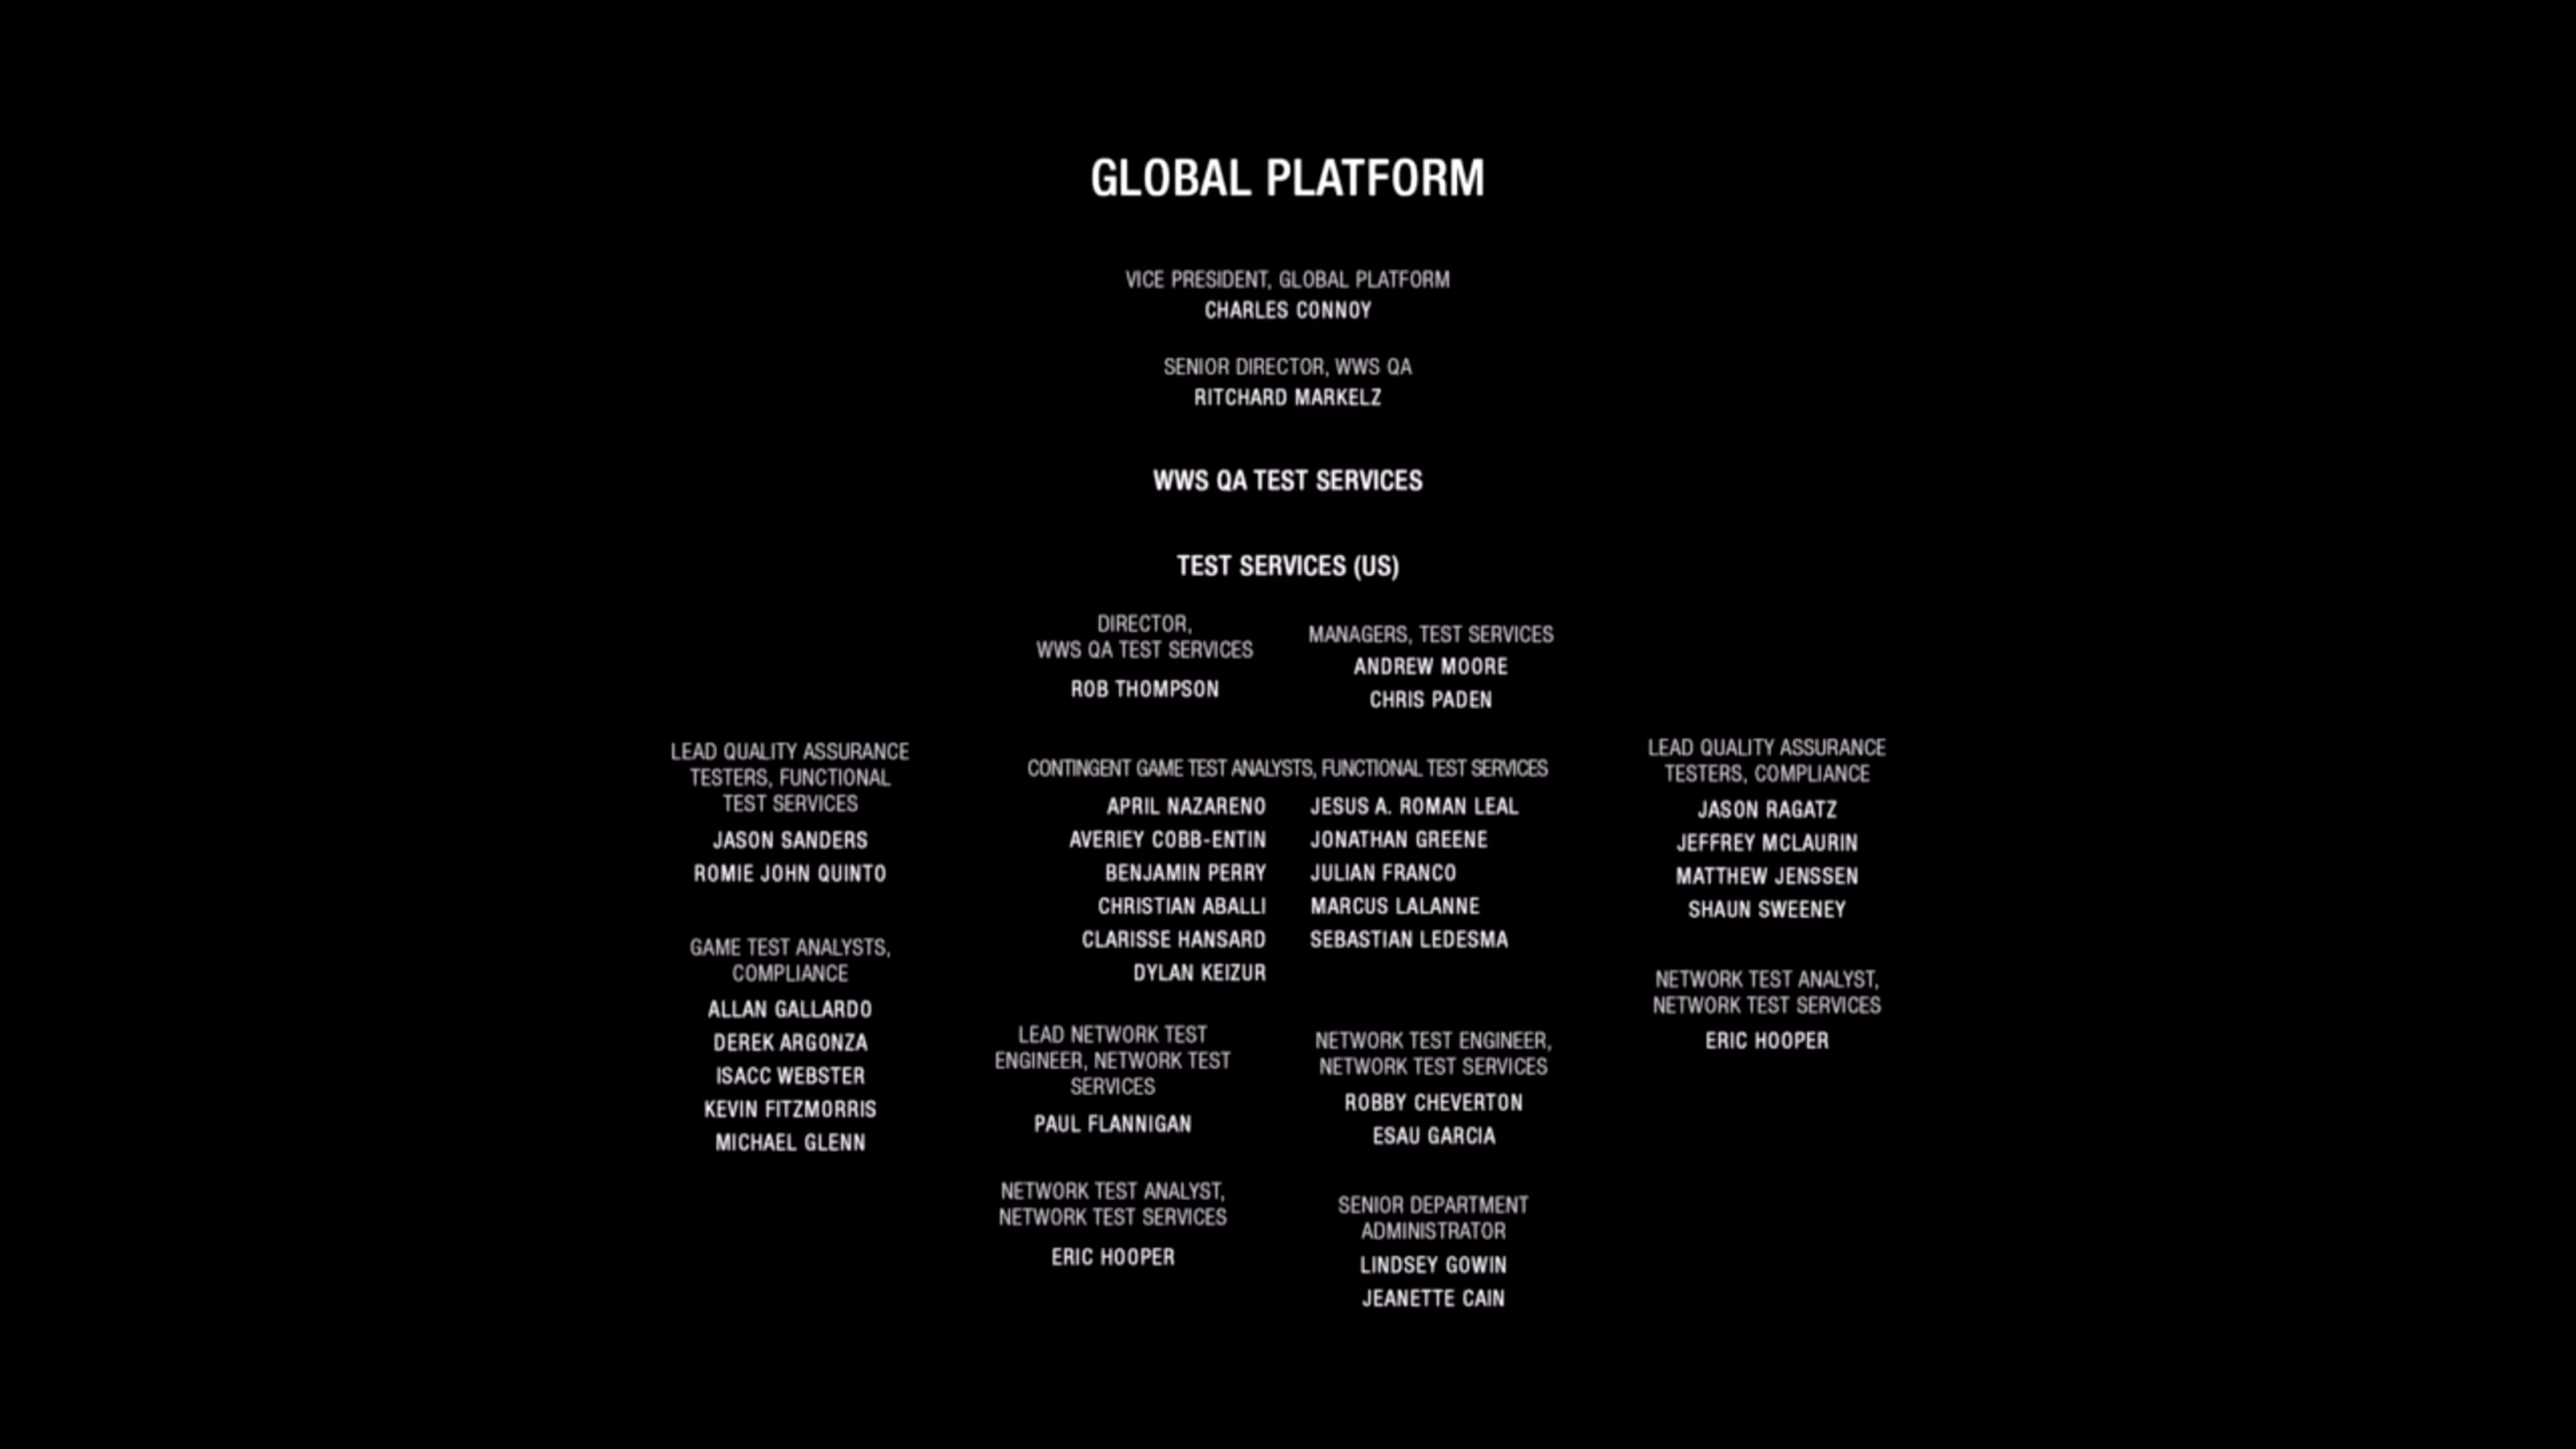 GLOBAL PLATFORM
VICE PRESIDENT, GLOBAL PLATFORM
CHARLES CONNOY
SENIOR DIRECTOR, WWS QA
RITCHARD MARKELZ
WWS QA TEST SERVICES
TEST SERVICES (US)
DIRECTOR,
WWS QA TEST SERVICES
ROB THOMPSON
MANAGERS, TEST SERVICES
ANDREW MOORE
CHRIS PADEN
LEAD QUALITY ASSURANCE
TESTERS, FUNCTIONAL
TEST SERVICES
JASON SANDERS
ROMIE JOHN QUINTO
GAME TEST ANALYSTS,
COMPLIANCE
ALLAN GALLARDO
DEREK ARGONZA
ISACC WEBSTER
KEVIN FITZMORRIS
MICHAEL GLENN
CONTINGENT GAME TEST ANALYSTS, FUNCTIONAL TEST SERVICES
APRIL NAZARENO
AVERIEY COBB-ENTIN
BENJAMIN PERRY
CHRISTIAN ABALLI
CLARISSE HANSARD
DYLAN KEIZUR
JESUS A. ROMAN LEAL
JONATHAN GREENE
JULIAN FRANCO
MARCUS LALANNE
SEBASTIAN LEDESMA
LEAD NETWORK TEST
ENGINEER, NETWORK TEST
SERVICES
PAUL FLANNIGAN
NETWORK TEST ENGINEER,
NETWORK TEST SERVICES
ROBBY CHEVERTON
ESAU GARCIA
NETWORK TEST ANALYST,
NETWORK TEST SERVICES
ERIC HOOPER
SENIOR DEPARTMENT
ADMINISTRATOR
LINDSEY GOWIN
JEANETTE CAIN
LEAD QUALITY ASSURANCE
TESTERS, COMPLIANCE
JASON RAGATZ
JEFFREY MCLAURIN
MATTHEW JENSSEN
SHAUN SWEENEY
NETWORK TEST ANALYST,
NETWORK TEST SERVICES
ERIC HOOPER